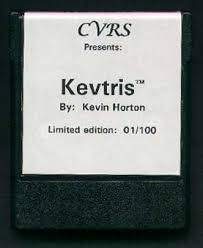 CVRS
Presents:
Kevtris™
By: Kevin Horton
Limited edition: 01/100